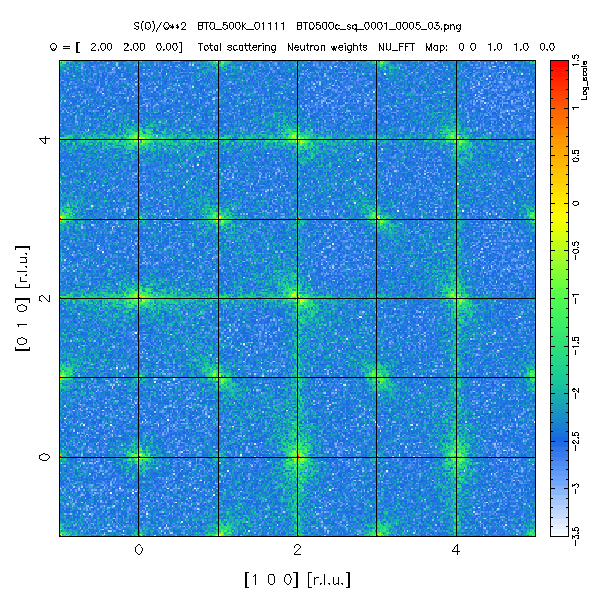 S(Q)/Q**2 BTO_500K_01111 BTO500c_sq_0001_0005_03.png
Q = [ 2.00 2.00 0.00] Total scattering Neutron weights NU_FFT Map: 0 0 1.0 1.0 0.0
1.5
1
0.5
0
-0.5
-1
-1.5
-2
-2.5
-3
-3.5
Log_scale
4
2
0
[0 1 0] [r.l.u.]
0 2 4
[1 0 0] [r.l.u.]